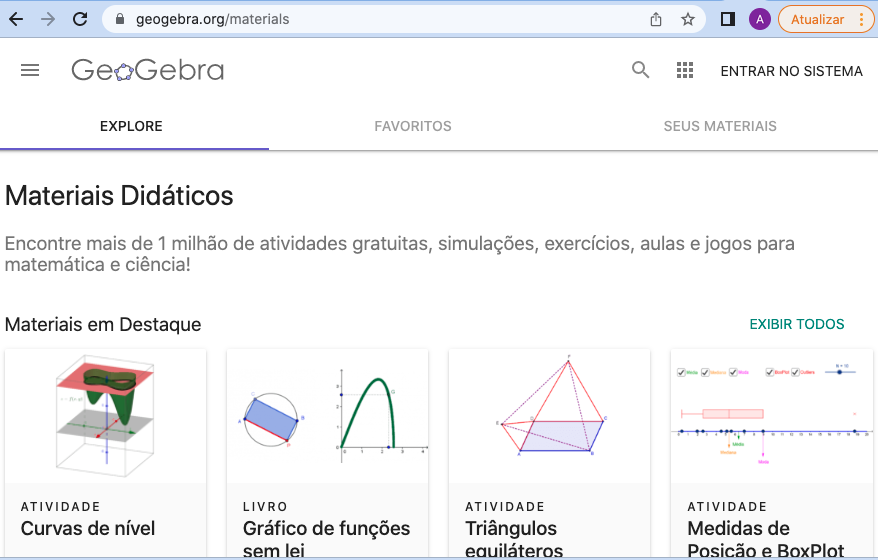 geogebra.org/materials
A
Atualizar
GeoGebra
ENTRAR NO SISTEMA
EXPLORE
FAVORITOS
SEUS MATERIAIS
Materiais Didáticos
Encontre mais de 1 milhão de atividades gratuitas, simulações, exercícios, aulas e jogos para
matemática e ciência!
Materiais em Destaque
EXIBIR TODOS
ATIVIDADE
Curvas de nível
LIVRO
Gráfico de funções
sem lei
ATIVIDADE
Triângulos
equiláteros
ATIVIDADE
Medidas de
Posição e BoxPlot